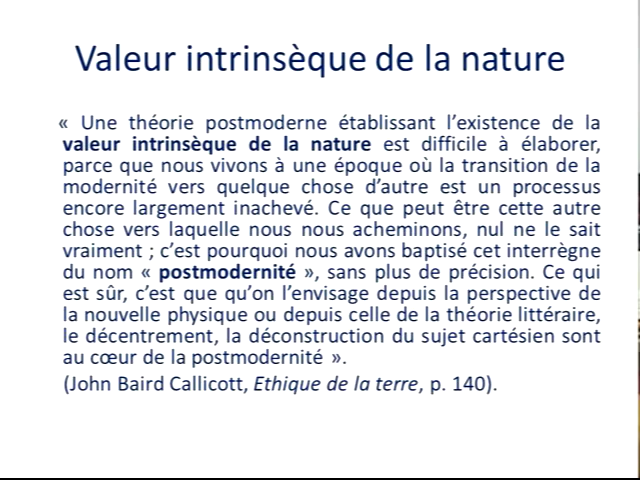 Valeur intrinsèque de la nature
« Une théorie postmoderne établissant l'existence de la
valeur intrinsèque de la nature est difficile à élaborer,
parce que nous vivons à une époque où la transition de la
modernité vers quelque chose d'autre est un processus
encore largement inachevé. Ce que peut être cette autre
chose vers laquelle nous nous acheminons, nul ne le sait
vraiment ; c'est pourquoi nous avons baptisé cet interrègne
du nom « postmodernité », sans plus de précision. Ce qui
est sûr, c'est que qu'on l'envisage depuis la perspective de
la nouvelle physique ou depuis celle de la théorie littéraire,
le décentrement, la déconstruction du sujet cartésien sont
au cœur de la postmodernité ».
(John Baird Callicott, Ethique de la terre, p. 140).